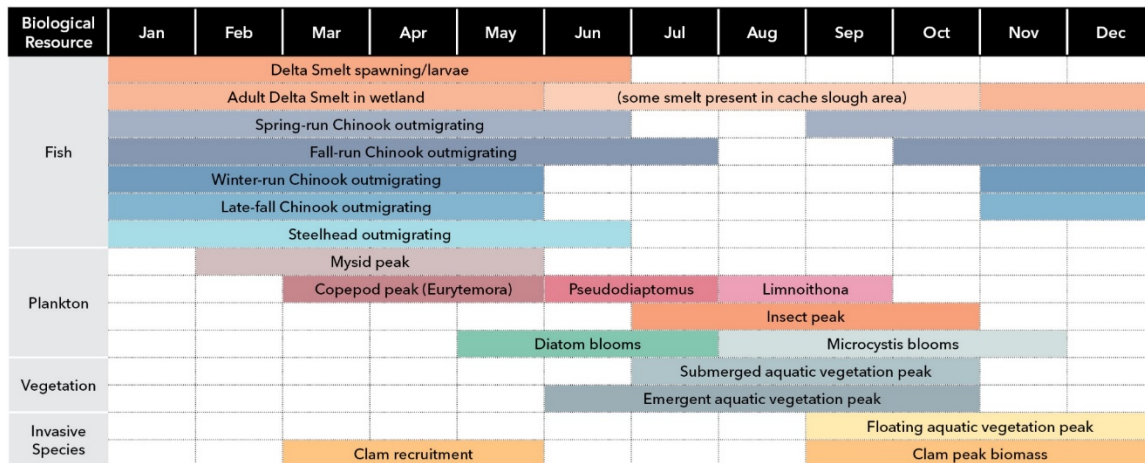 Biological Resource Jan Feb Mar Apr May Jun Jul Aug Sep Oct Nov Dec
Fish
Delta Smelt spawning/larvae
Adult Delta Smelt in wetland (some smelt present in cache slough area)
Spring-run Chinook outmigrating
Fall-run Chinook outmigrating
Winter-run Chinook outmigrating
Late-fall Chinook outmigrating
Steelhead outmigrating
Plankton
Mysid peak
Copepod peak (Eurytemora) Pseudodiaptomus Limnoithona
Insect peak
Diatom blooms Microcystis blooms
Vegetation
Submerged aquatic vegetation peak
Emergent aquatic vegetation peak
Invasive Species
Floating aquatic vegetation peak
Clam recruitment Clam peak biomass